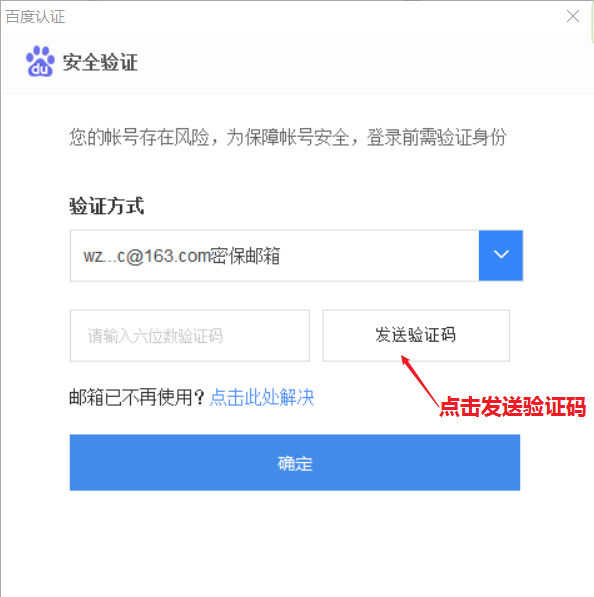 百度认证
du 安全验证
您的帐号存在风险，为保障帐号安全，登录前需验证身份
验证方式
wz...c@163.com密保邮箱
请输入六位数验证码
发送验证码
邮箱已不再使用？点击此处解决
点击发送验证码
确定